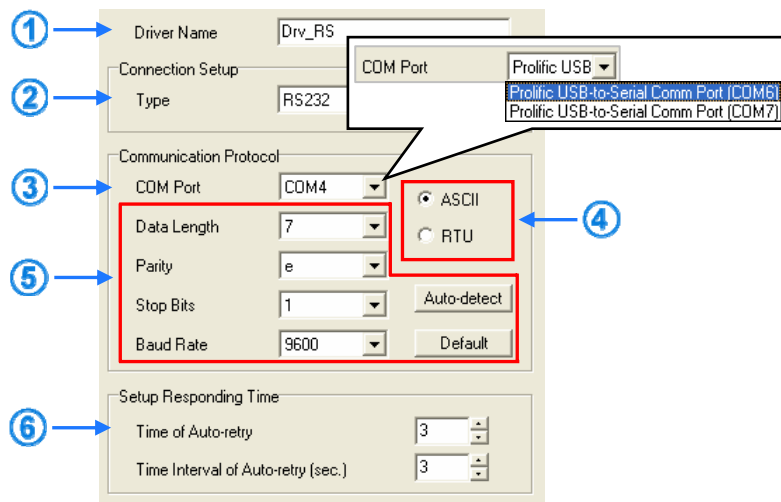 ① Driver Name Drv_RS
Connection Setup
② Type RS232
COM Port Prolific USB
Prolific USB-to-Serial Comm Port (COM6)
Prolific USB-to-Serial Comm Port (COM7)
Communication Protocol
③ COM Port COM4
ASCII
RTU
④
⑤
Data Length 7
Parity e
Stop Bits 1
Auto-detect
Baud Rate 9600
Default
Setup Responding Time
⑥ Time of Auto-retry 3
Time Interval of Auto-retry (sec.) 3